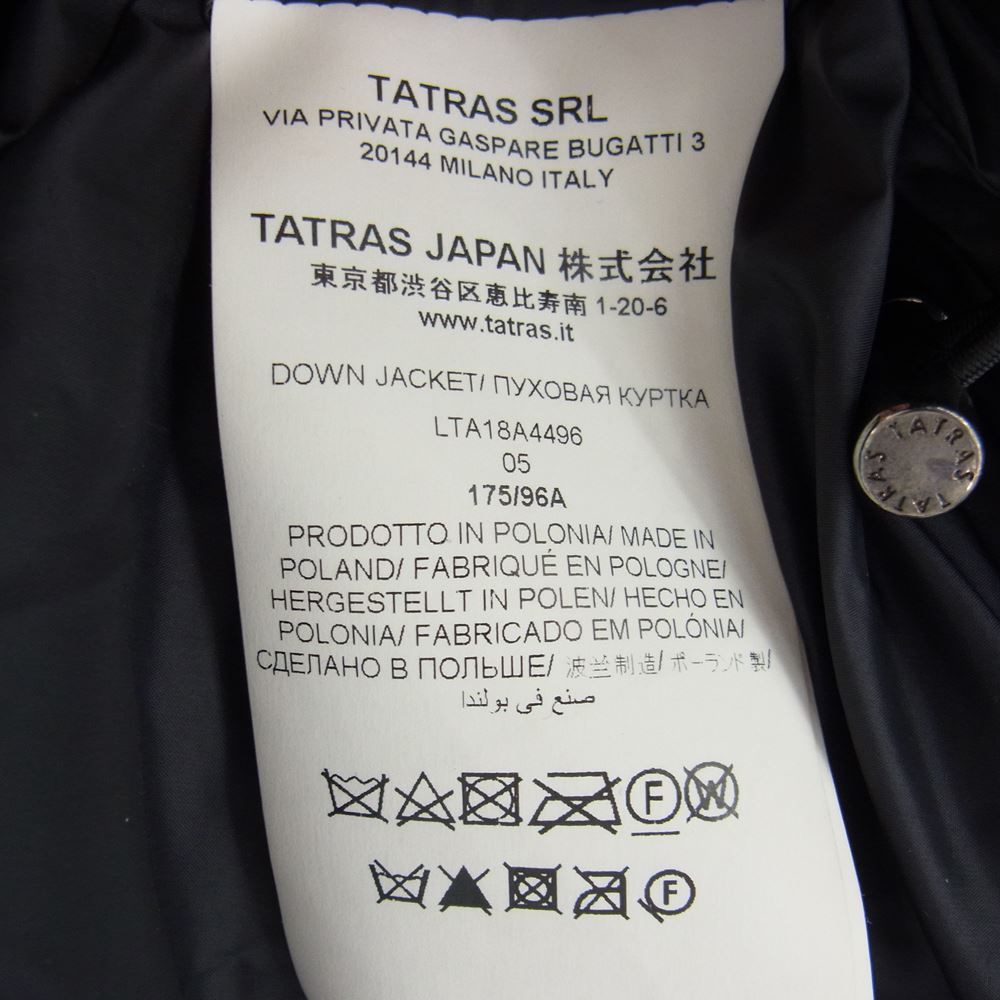 TATRAS SRL
VIA PRIVATA GASPARE BUGATTI 3
20144 MILANO ITALY
TATRAS JAPAN 株式会社
東京都渋谷区恵比寿南 1-20-6
www.tatras.it
DOWN JACKET/ ПУХОВАЯ КУРТКА
LTA18A4496
05
175/96A
PRODOTTO IN POLONIA/ MADE IN
POLAND/ FABRIQUÉ EN POLOGNE/
HERGESTELLT IN POLEN/ HECHO EN
POLONIA/ FABRICADO EM POLÓNIA/
СДЕЛАНО В ПОЛЬШЕ/ 波兰制造/ ポーランド製/
صنع في بولندا
F W
F
TATRAS TATRAS